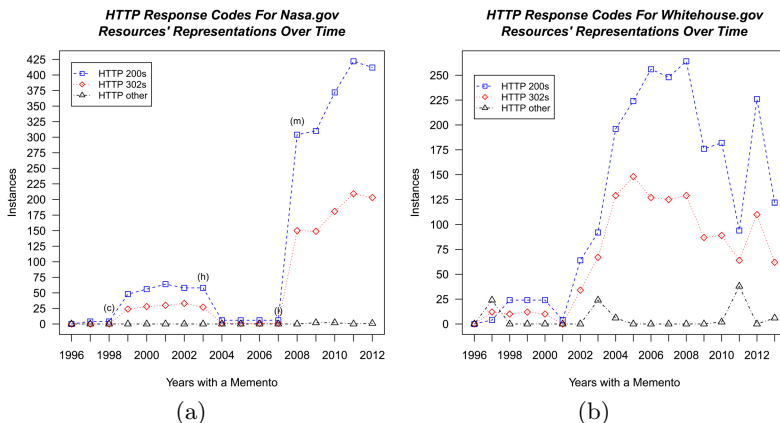 HTTP Response Codes For Nasa.gov
Resources' Representations Over Time
425
400
375
350
325
300
275
250
225
200
175
150
125
100
75
50
25
0
Instances
HTTP 200s
HTTP 302s
HTTP other
(c)
(h)
(l)
(m)
1996 1998 2000 2002 2004 2006 2008 2010 2012
Years with a Memento
(a)
HTTP Response Codes For Whitehouse.gov
Resources' Representations Over Time
250
225
200
175
150
125
100
75
50
25
0
Instances
HTTP 200s
HTTP 302s
HTTP other
1996 1998 2000 2002 2004 2006 2008 2010 2012
Years with a Memento
(b)